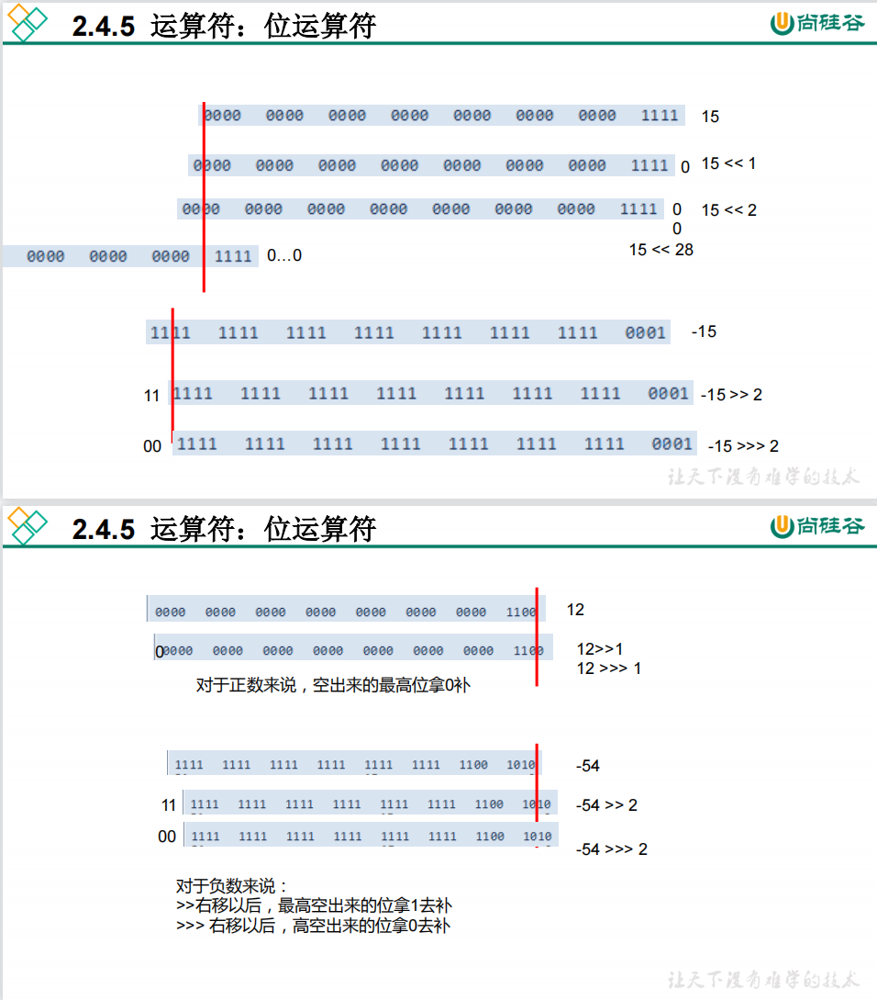 2.4.5 运算符：位运算符
尚硅谷
0000 0000 0000 0000 0000 0000 0000 1111 15
0000 0000 0000 0000 0000 0000 0000 1111 0 15 << 1
0000 0000 0000 0000 0000 0000 0000 1111 0 15 << 2
0
15 << 28
0000 0000 0000 1111 0…0
1111 1111 1111 1111 1111 1111 1111 0001 -15
11 1111 1111 1111 1111 1111 1111 1111 0001 -15 >> 2
00 1111 1111 1111 1111 1111 1111 1111 0001 -15 >>> 2
让天下没有难学的技术
2.4.5 运算符：位运算符
尚硅谷
0000 0000 0000 0000 0000 0000 0000 1100 12
0 0000 0000 0000 0000 0000 0000 0000 1100 12>>1
12 >>> 1
对于正数来说，空出来的最高位拿0补
1111 1111 1111 1111 1111 1111 1100 1010 -54
11 1111 1111 1111 1111 1111 1111 1100 1010 -54 >> 2
00 1111 1111 1111 1111 1111 1111 1100 1010
-54 >>> 2
对于负数来说：
>>右移以后，最高空出来的位拿1去补
>>> 右移以后，高空出来的位拿0去补
让天下没有难学的技术